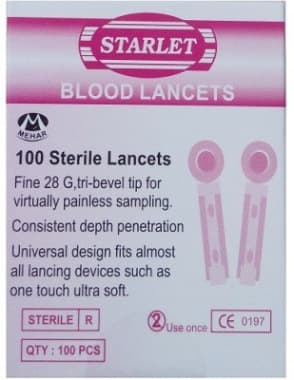 STARLET
BLOOD LANCETS
MEHAR
100 Sterile Lancets
Fine 28 G,tri-bevel tip for
virtually painless sampling.
Consistent depth penetration
Universal design fits almost
all lancing devices such as
one touch ultra soft.
STERILE R
2 Use once CE 0197
QTY : 100 PCS